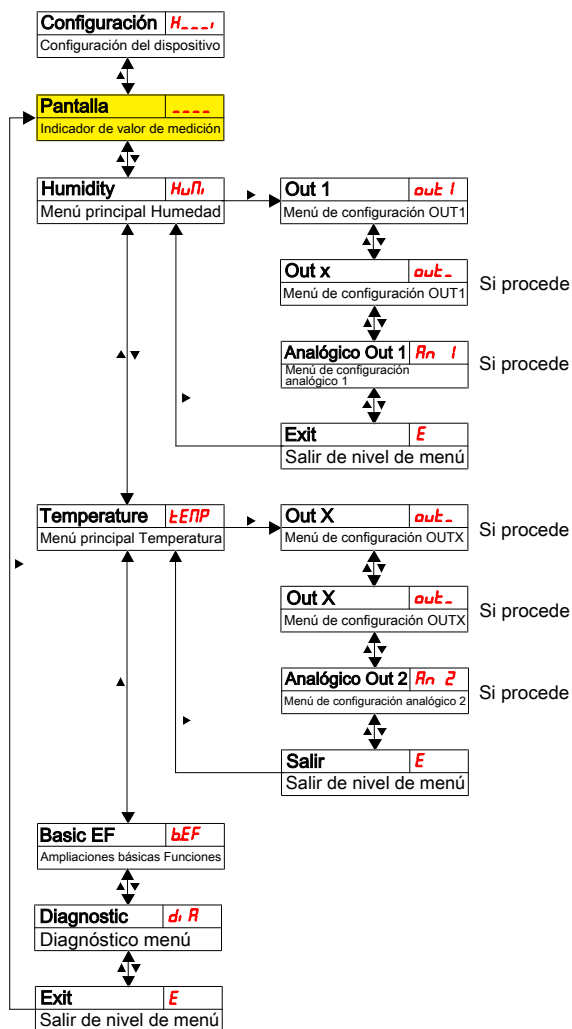 Configuración H___i
Configuración del dispositivo
Pantalla ____
Indicador de valor de medición
Humidity HuMi
Menú principal Humedad
Out 1 out 1
Menú de configuración OUT1
Out x out_
Menú de configuración OUT1
Si procede
Analógico Out 1 An 1
Menú de configuración
analógico 1
Si procede
Exit E
Salir de nivel de menú
Temperature tEMP
Menú principal Temperatura
Out X out_
Menú de configuración OUTX
Si procede
Out X out_
Menú de configuración OUTX
Si procede
Analógico Out 2 An 2
Menú de configuración analógico 2
Si procede
Salir E
Salir de nivel de menú
Basic EF bEF
Ampliaciones básicas Funciones
Diagnostic di A
Diagnóstico menú
Exit E
Salir de nivel de menú